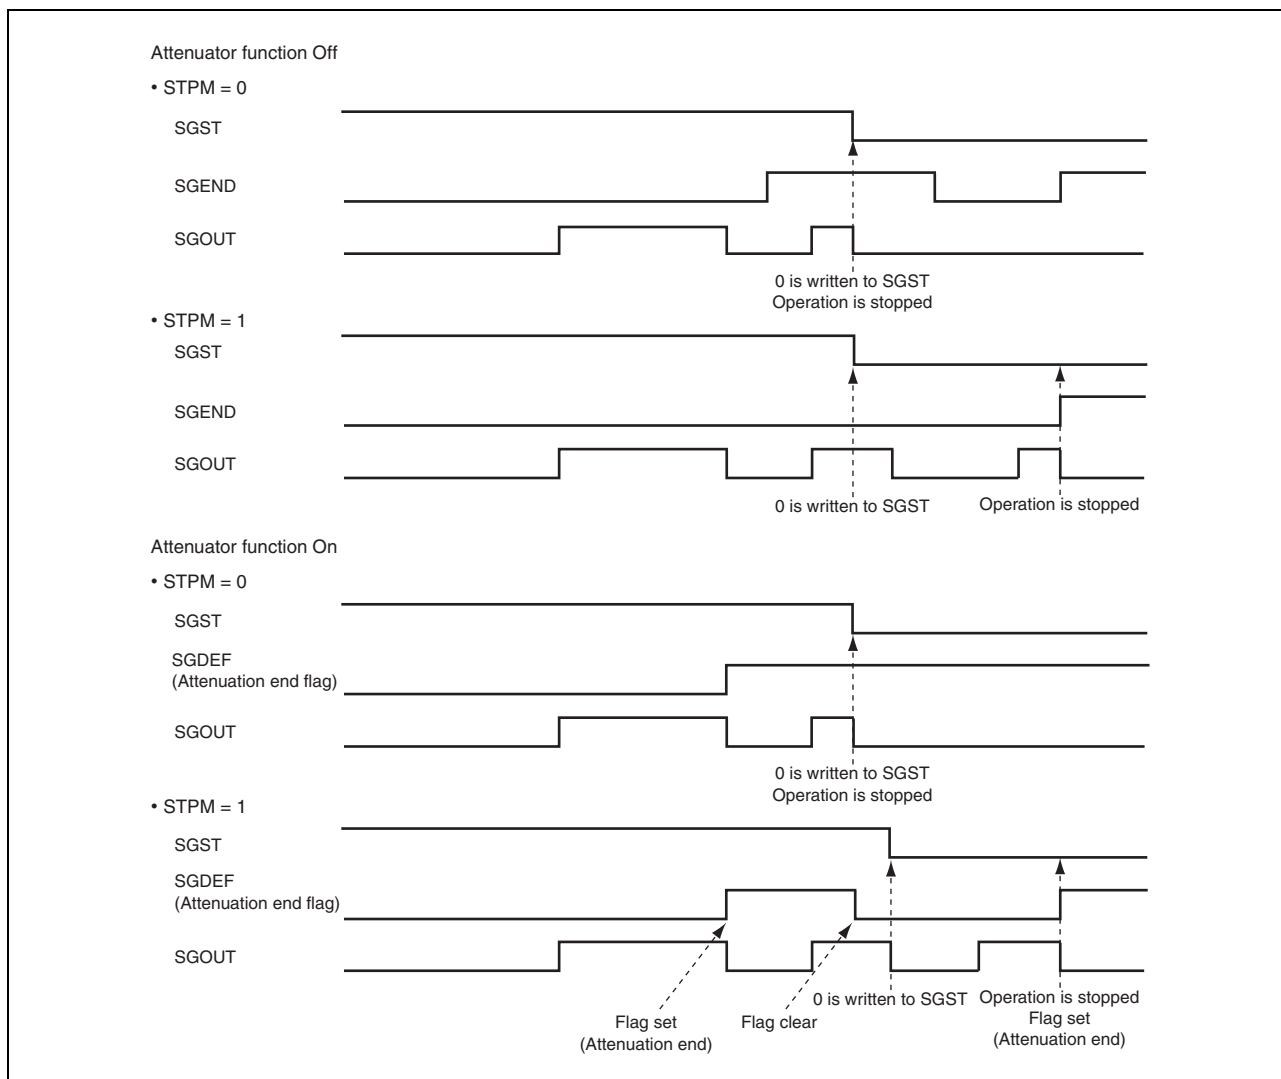 Attenuator function Off
• STPM = 0
SGST
SGEND
SGOUT
0 is written to SGST
Operation is stopped
• STPM = 1
SGST
SGEND
SGOUT
0 is written to SGST
Operation is stopped
Attenuator function On
• STPM = 0
SGST
SGDEF
(Attenuation end flag)
SGOUT
0 is written to SGST
Operation is stopped
• STPM = 1
SGST
SGDEF
(Attenuation end flag)
SGOUT
Flag set
(Attenuation end)
Flag clear
0 is written to SGST
Operation is stopped
Flag set
(Attenuation end)